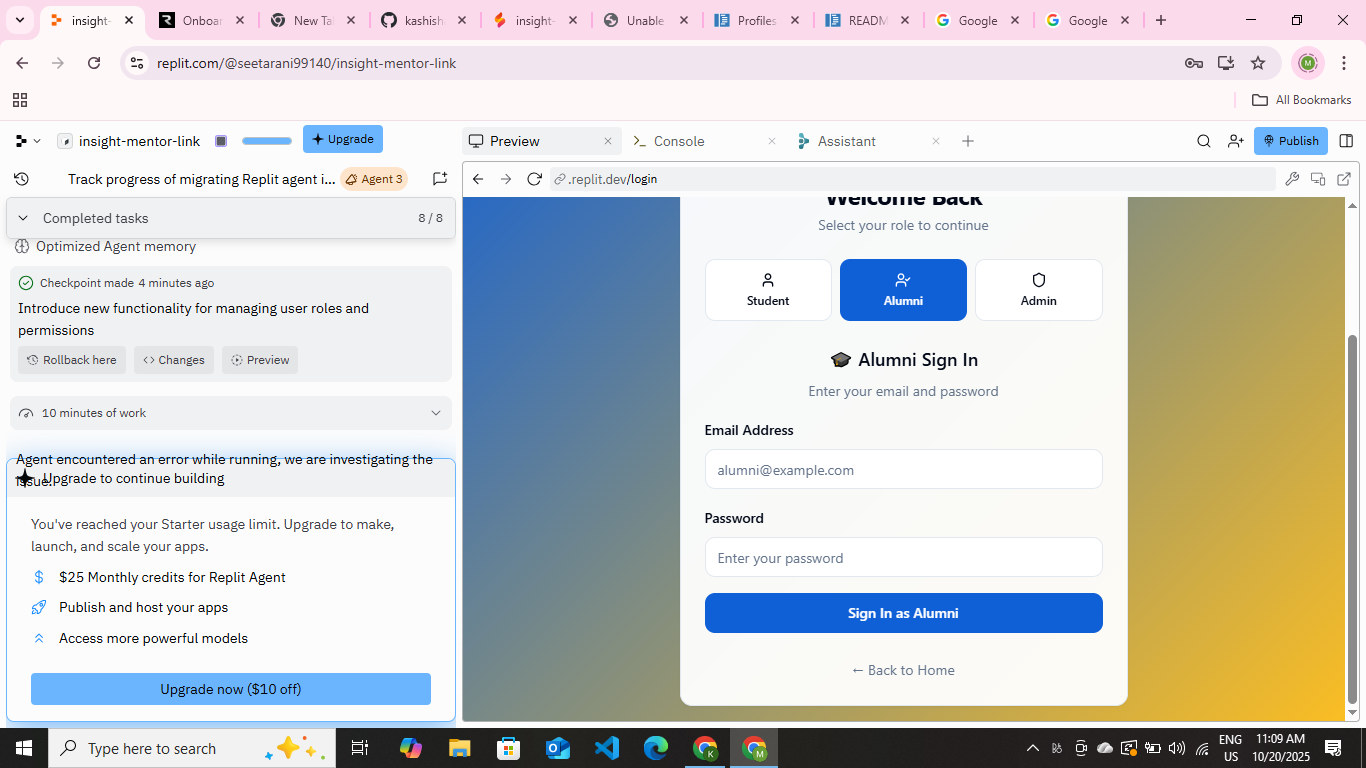 insight-
Onboar
New Tal
kashish
insight-
Unable
Profiles
READM
Google
Google
replit.com/@seetarani99140/insight-mentor-link
M
All Bookmarks
insight-mentor-link
Upgrade
Preview
Console
Assistant
Publish
Track progress of migrating Replit agent i...
Agent 3
.replit.dev/login
Completed tasks
8 / 8
Optimized Agent memory
Checkpoint made 4 minutes ago
Introduce new functionality for managing user roles and
permissions
Rollback here
Changes
Preview
10 minutes of work
Agent encountered an error while running, we are investigating the
issue.
Upgrade to continue building
You've reached your Starter usage limit. Upgrade to make,
launch, and scale your apps.
$25 Monthly credits for Replit Agent
Publish and host your apps
Access more powerful models
Upgrade now ($10 off)
Welcome Back
Select your role to continue
Student
Alumni
Admin
Alumni Sign In
Enter your email and password
Email Address
alumni@example.com
Password
Enter your password
Sign In as Alumni
← Back to Home
Type here to search
K
M
ENG
US
11:09 AM
10/20/2025